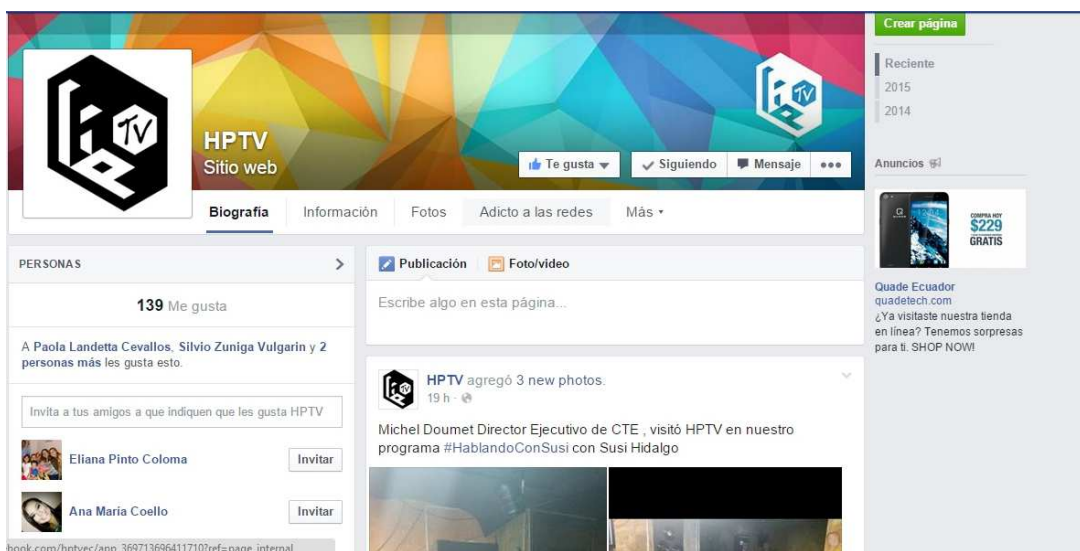 HPTV
Sitio web
Te gusta
Siguiendo
Mensaje
Biografía
Información
Fotos
Adicto a las redes
Más
PERSONAS
139 Me gusta
A Paola Landetta Cevallos, Silvio Zuniga Vulgarin y 2
personas más les gusta esto.
Invita a tus amigos a que indiquen que les gusta HPTV
Eliana Pinto Coloma
Invitar
Ana María Coello
Invitar
book.com/hptvec/app_369713696411710?ref=page_internal
Publicación
Foto/video
Escribe algo en esta página...
HPTV agregó 3 new photos.
19 h
Michel Doumet Director Ejecutivo de CTE , visitó HPTV en nuestro
programa #HablandoConSusi con Susi Hidalgo
Crear página
Reciente
2015
2014
Anuncios
COMPRA HOY
$229
GRATIS
Quade Ecuador
quadetech.com
¿Ya visitaste nuestra tienda
en línea? Tenemos sorpresas
para ti. SHOP NOW!